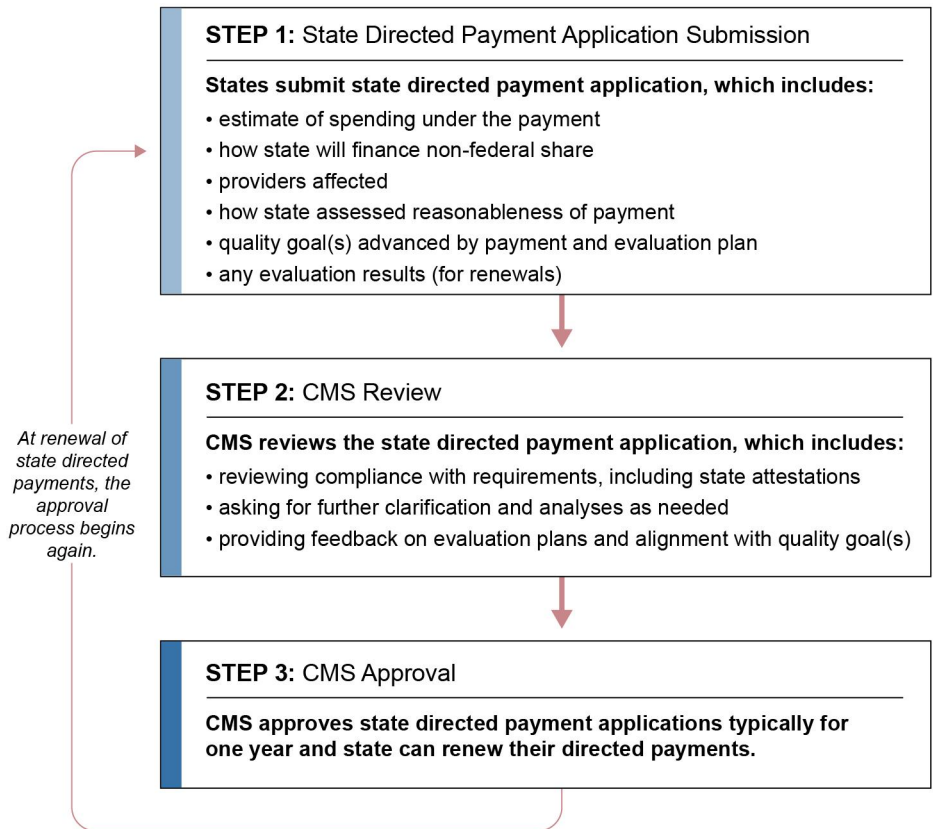 STEP 1: State Directed Payment Application Submission
States submit state directed payment application, which includes:
• estimate of spending under the payment
• how state will finance non-federal share
• providers affected
• how state assessed reasonableness of payment
• quality goal(s) advanced by payment and evaluation plan
• any evaluation results (for renewals)
STEP 2: CMS Review
CMS reviews the state directed payment application, which includes:
• reviewing compliance with requirements, including state attestations
• asking for further clarification and analyses as needed
• providing feedback on evaluation plans and alignment with quality goal(s)
At renewal of
state directed
payments, the
approval
process begins
again.
STEP 3: CMS Approval
CMS approves state directed payment applications typically for
one year and state can renew their directed payments.